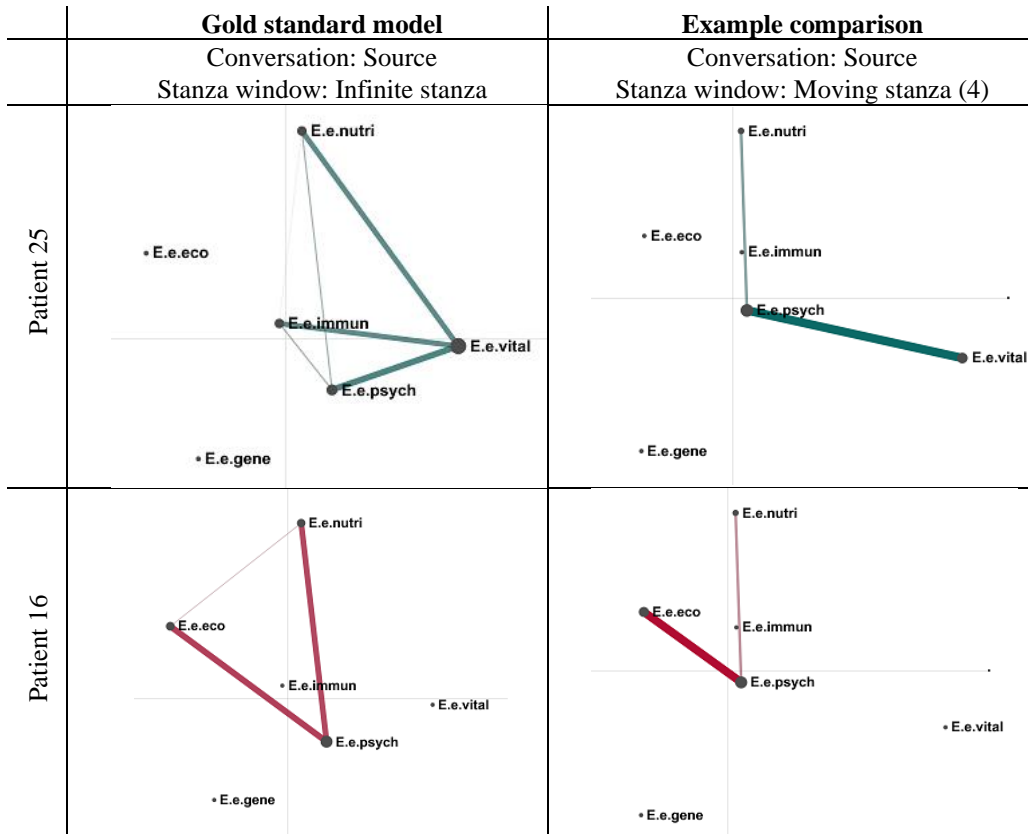 Gold standard model
Example comparison
Conversation: Source
Stanza window: Infinite stanza
Conversation: Source
Stanza window: Moving stanza (4)
Patient 25
E.e.nutri
E.e.eco
E.e.immun
E.e.vital
E.e.psych
E.e.gene
E.e.nutri
E.e.eco
E.e.immun
E.e.psych
E.e.vital
E.e.gene
Patient 16
E.e.nutri
E.e.eco
E.e.immun
E.e.vital
E.e.psych
E.e.gene
E.e.nutri
E.e.eco
E.e.immun
E.e.psych
E.e.vital
E.e.gene